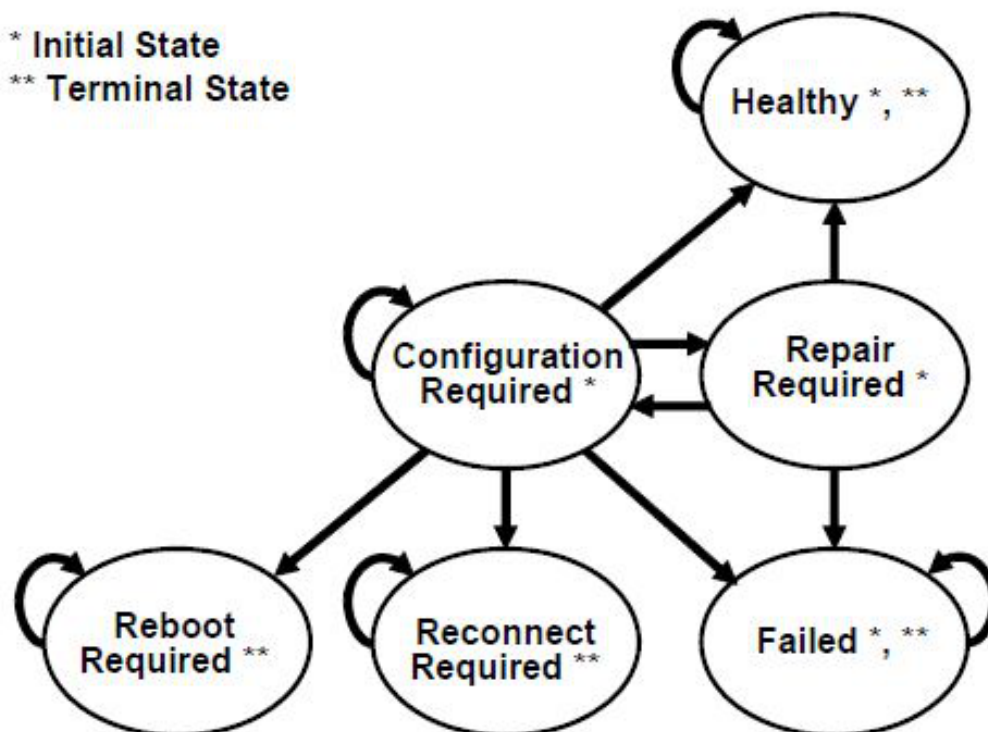 * Initial State
** Terminal State
Healthy *, **
Configuration
Required *
Repair
Required *
Reboot
Required **
Reconnect
Required **
Failed *, **